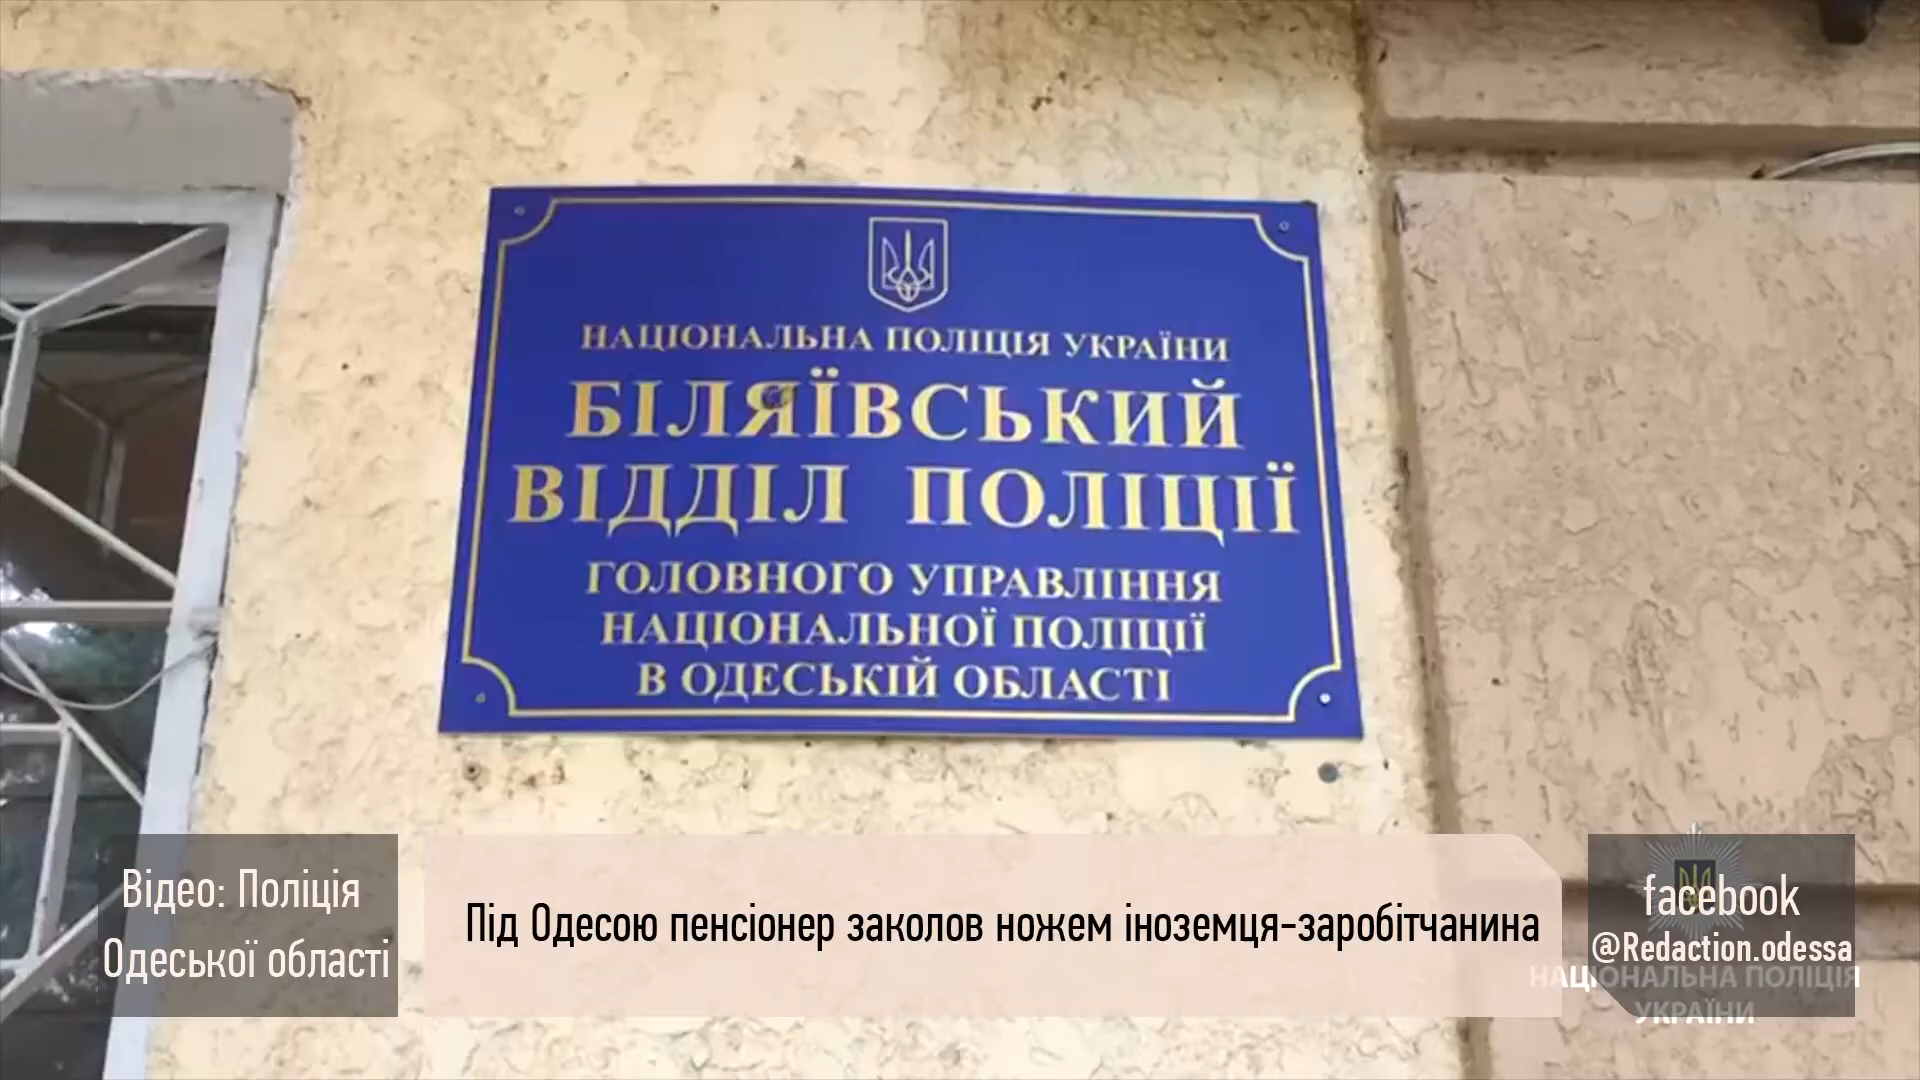 НАЦІОНАЛЬНА ПОЛІЦІЯ УКРАЇНИ
БІЛЯЇВСЬКИЙ
ВІДДІЛ ПОЛІЦІЇ
ГОЛОВНОГО УПРАВЛІННЯ
НАЦІОНАЛЬНОЇ ПОЛІЦІЇ
В ОДЕСЬКІЙ ОБЛАСТІ
Відео: Поліція
Одеської області
Під Одесою пенсіонер заколов ножем іноземця-заробітчанина
facebook
@Redaction.odessa
НАЦІОНАЛЬНА ПОЛІЦІЯ
УКРАЇНИ